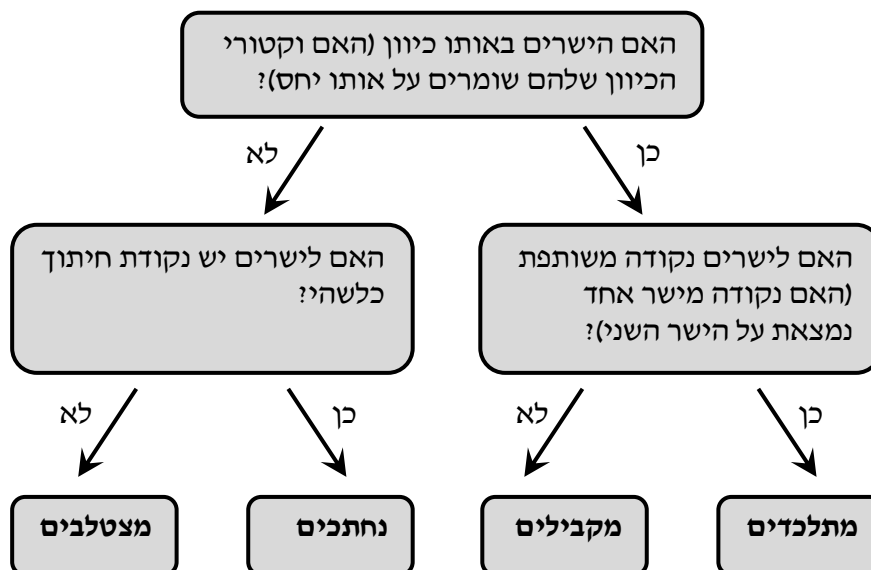 האם הישרים באותו כיוון (האם וקטורי
הכיוון שלהם שומרים על אותו יחס)?
כן
לא
האם לישרים נקודה משותפת
(האם נקודה מישר אחד
נמצאת על הישר השני)?
האם לישרים יש נקודת חיתוך
כלשהי?
כן
לא
כן
לא
מתלכדים
מקבילים
נחתכים
מצטלבים